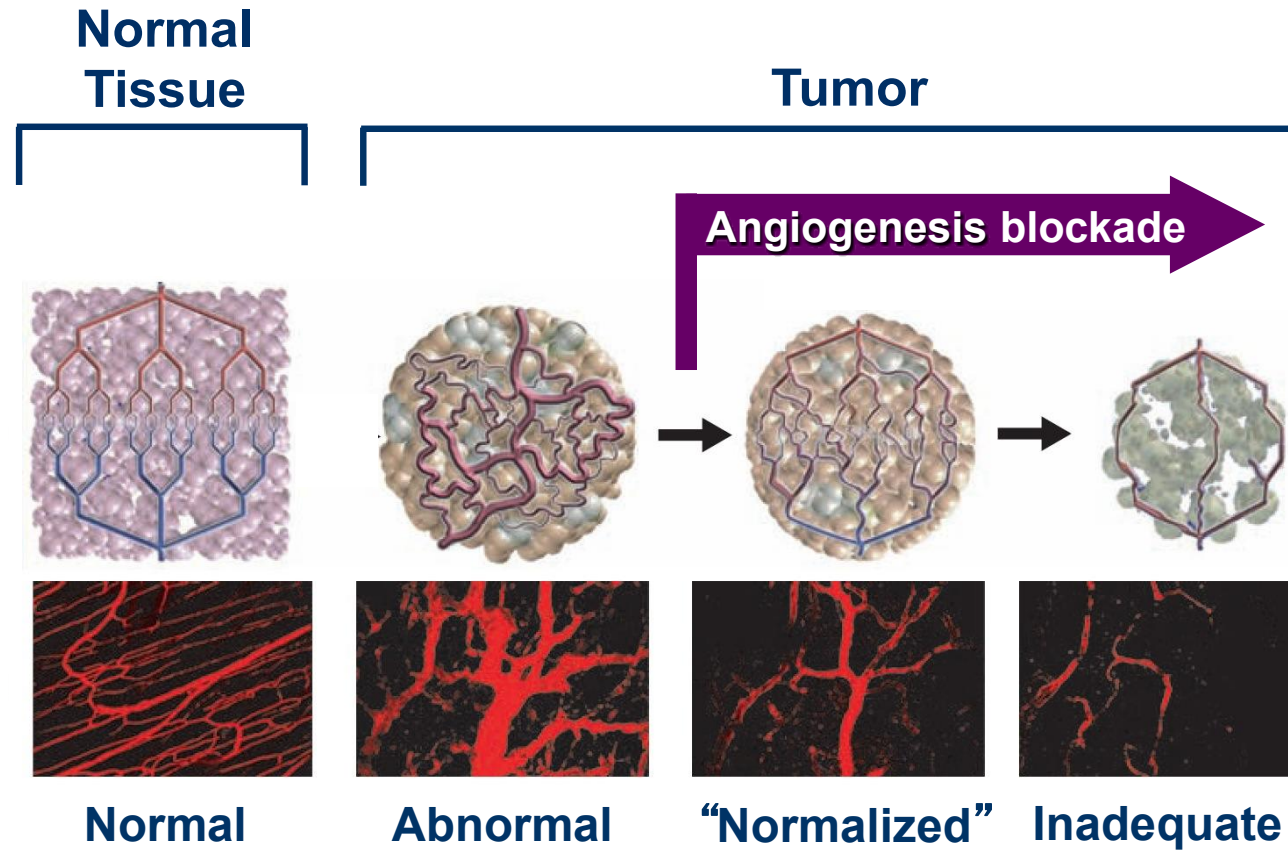 Normal
Tissue
Tumor
Angiogenesis blockade
Normal
Abnormal
“Normalized”
Inadequate